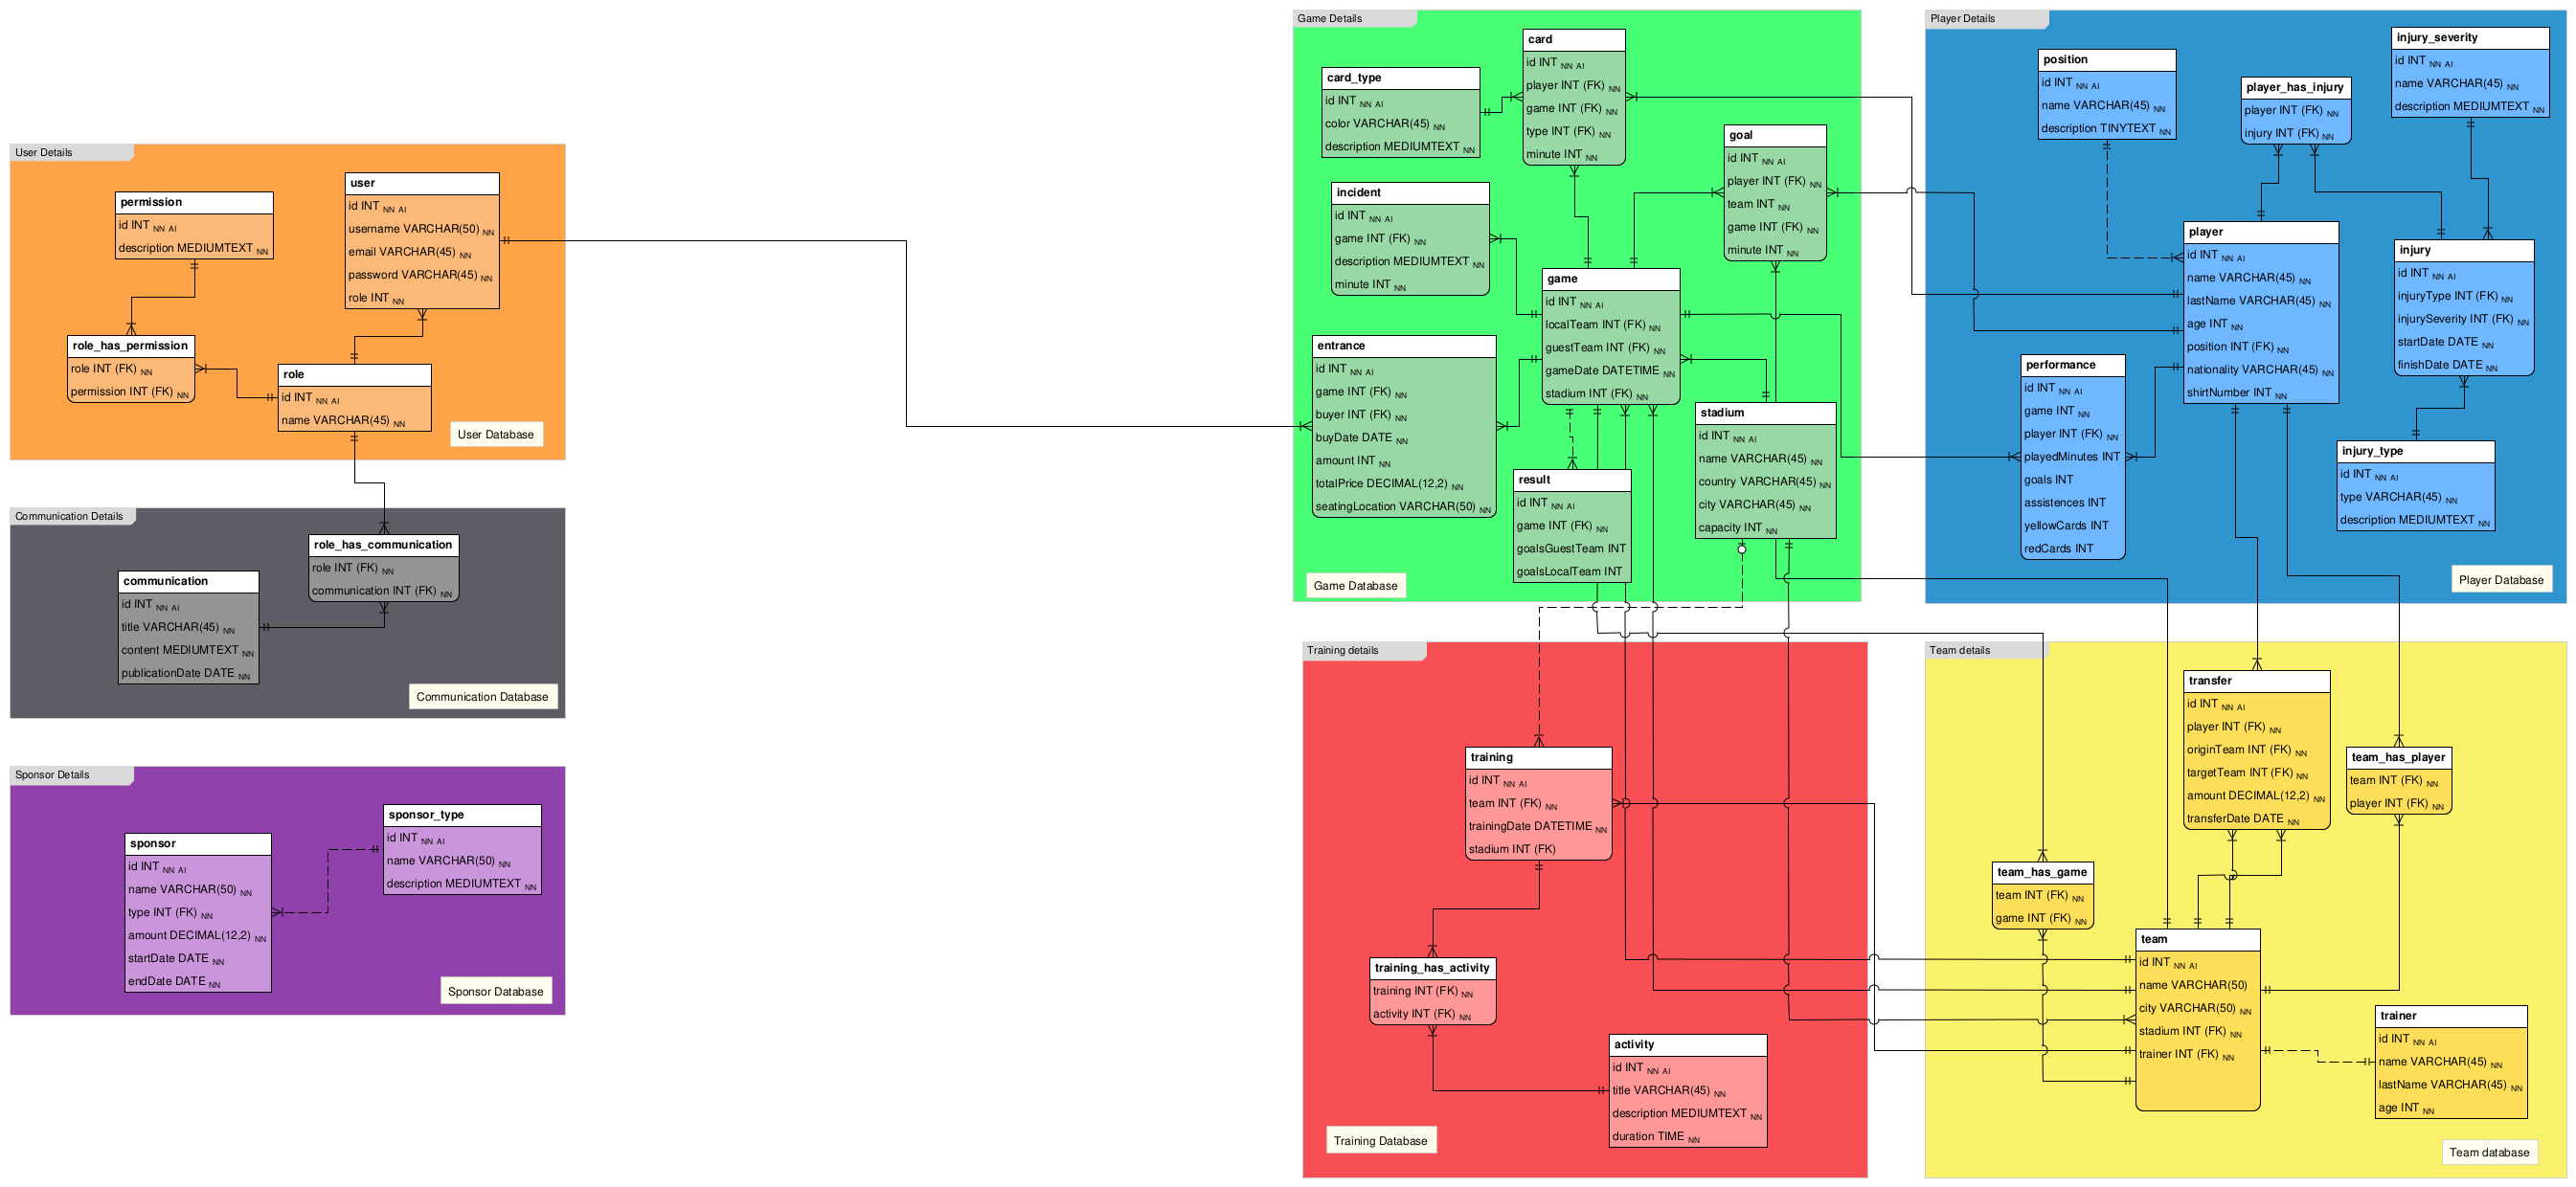 User Details
permission
id INT NN AI
description MEDIUMTEXT NN
user
id INT NN AI
username VARCHAR(50) NN
email VARCHAR(45) NN
password VARCHAR(45) NN
role INT NN
role_has_permission
role INT (FK) NN
permission INT (FK) NN
role
id INT NN AI
name VARCHAR(45) NN
User Database
Communication Details
role_has_communication
role INT (FK) NN
communication INT (FK) NN
communication
id INT NN AI
title VARCHAR(45) NN
content MEDIUMTEXT NN
publicationDate DATE NN
Communication Database
Sponsor Details
sponsor_type
id INT NN AI
name VARCHAR(50) NN
description MEDIUMTEXT NN
sponsor
id INT NN AI
name VARCHAR(50) NN
type INT (FK) NN
amount DECIMAL(12,2) NN
startDate DATE NN
endDate DATE NN
Sponsor Database
Game Details
card
id INT NN AI
player INT (FK) NN
game INT (FK) NN
type INT (FK) NN
minute INT NN
card_type
id INT NN AI
color VARCHAR(45) NN
description MEDIUMTEXT NN
goal
id INT NN AI
player INT (FK) NN
team INT NN
game INT (FK) NN
minute INT NN
incident
id INT NN AI
game INT (FK) NN
description MEDIUMTEXT NN
minute INT NN
game
id INT NN AI
localTeam INT (FK) NN
guestTeam INT (FK) NN
gameDate DATETIME NN
stadium INT (FK) NN
entrance
id INT NN AI
game INT (FK) NN
buyer INT (FK) NN
buyDate DATE NN
amount INT NN
totalPrice DECIMAL(12,2) NN
seatingLocation VARCHAR(50) NN
stadium
id INT NN AI
name VARCHAR(45) NN
country VARCHAR(45) NN
city VARCHAR(45) NN
capacity INT NN
result
id INT NN AI
game INT (FK) NN
goalsGuestTeam INT
goalsLocalTeam INT
Game Database
Player Details
position
id INT NN AI
name VARCHAR(45) NN
description TINYTEXT NN
player_has_injury
player INT (FK) NN
injury INT (FK) NN
injury_severity
id INT NN AI
name VARCHAR(45) NN
description MEDIUMTEXT NN
player
id INT NN AI
name VARCHAR(45) NN
lastName VARCHAR(45) NN
age INT NN
position INT (FK) NN
nationality VARCHAR(45) NN
shirtNumber INT NN
injury
id INT NN AI
injuryType INT (FK) NN
injurySeverity INT (FK) NN
startDate DATE NN
finishDate DATE NN
performance
id INT NN AI
game INT NN
player INT (FK) NN
playedMinutes INT
goals INT
assistences INT
yellowCards INT
redCards INT
injury_type
id INT NN AI
type VARCHAR(45) NN
description MEDIUMTEXT NN
Player Database
Training details
training
id INT NN AI
team INT (FK) NN
trainingDate DATETIME NN
stadium INT (FK)
training_has_activity
training INT (FK) NN
activity INT (FK) NN
activity
id INT NN AI
title VARCHAR(45) NN
description MEDIUMTEXT NN
duration TIME NN
Training Database
Team details
transfer
id INT NN AI
player INT (FK) NN
originTeam INT (FK) NN
targetTeam INT (FK) NN
amount DECIMAL(12,2) NN
transferDate DATE NN
team_has_player
team INT (FK) NN
player INT (FK) NN
team_has_game
team INT (FK) NN
game INT (FK) NN
team
id INT NN AI
name VARCHAR(50)
city VARCHAR(50) NN
stadium INT (FK) NN
trainer INT (FK) NN
trainer
id INT NN AI
name VARCHAR(45) NN
lastName VARCHAR(45) NN
age INT NN
Team database